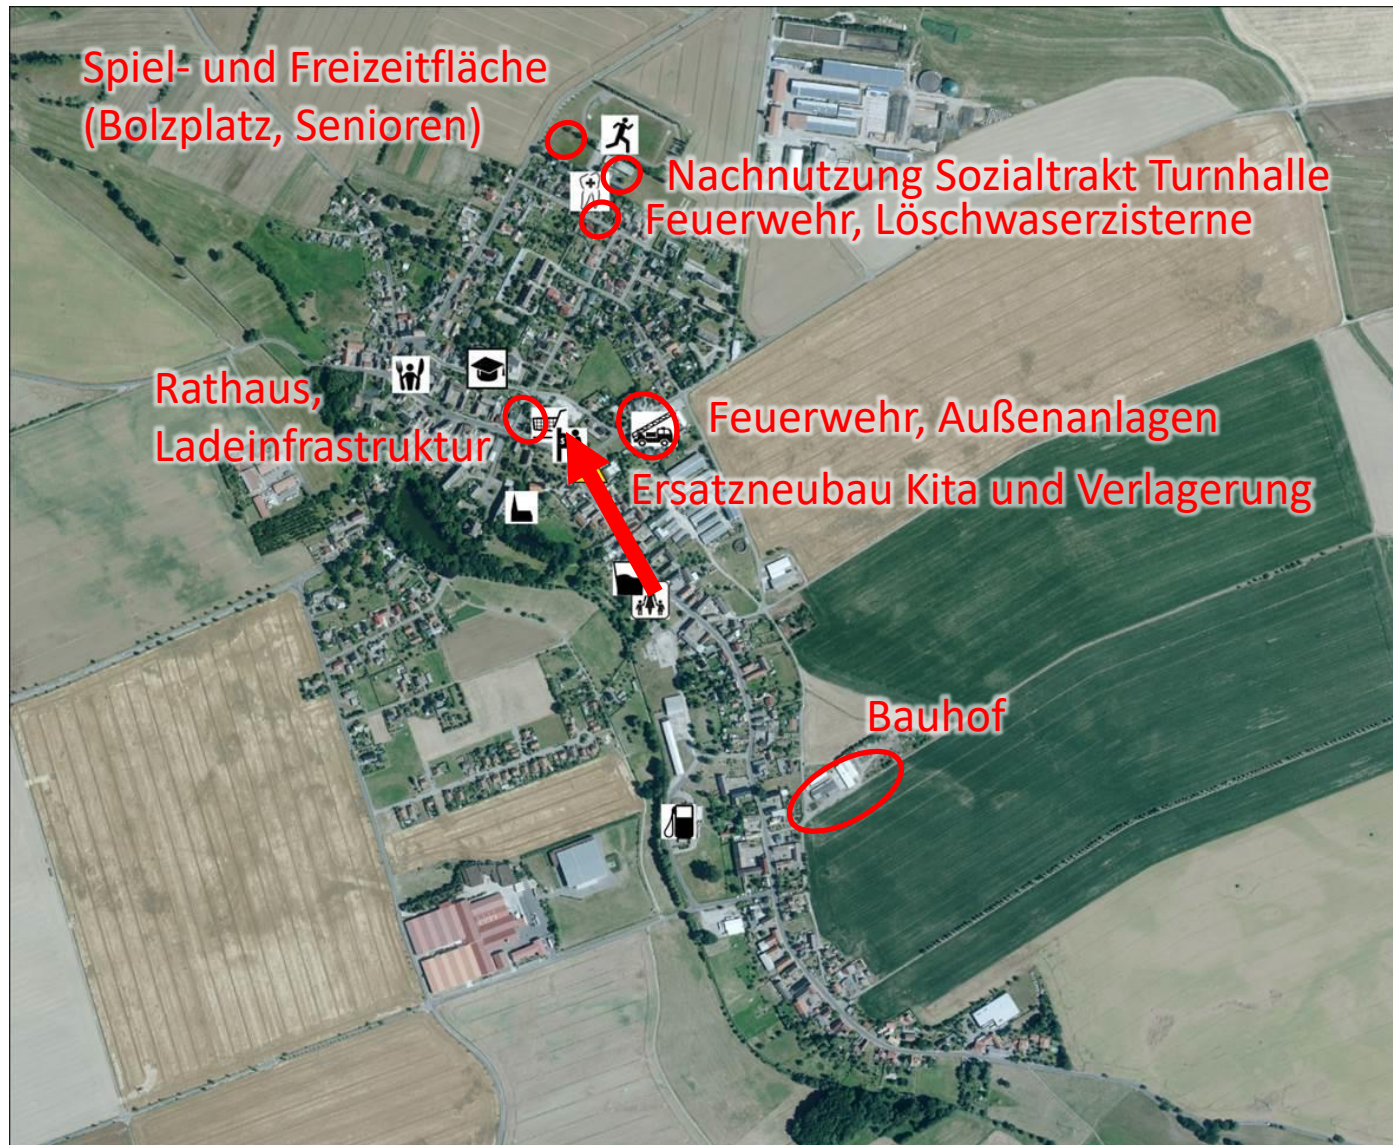 Spiel- und Freizeitfläche
(Bolzplatz, Senioren)
Nachnutzung Sozialtrakt Turnhalle
Feuerwehr, Löschwaserzisterne
Rathaus,
Ladeinfrastruktur
Feuerwehr, Außenanlagen
Ersatzneubau Kita und Verlagerung
Bauhof